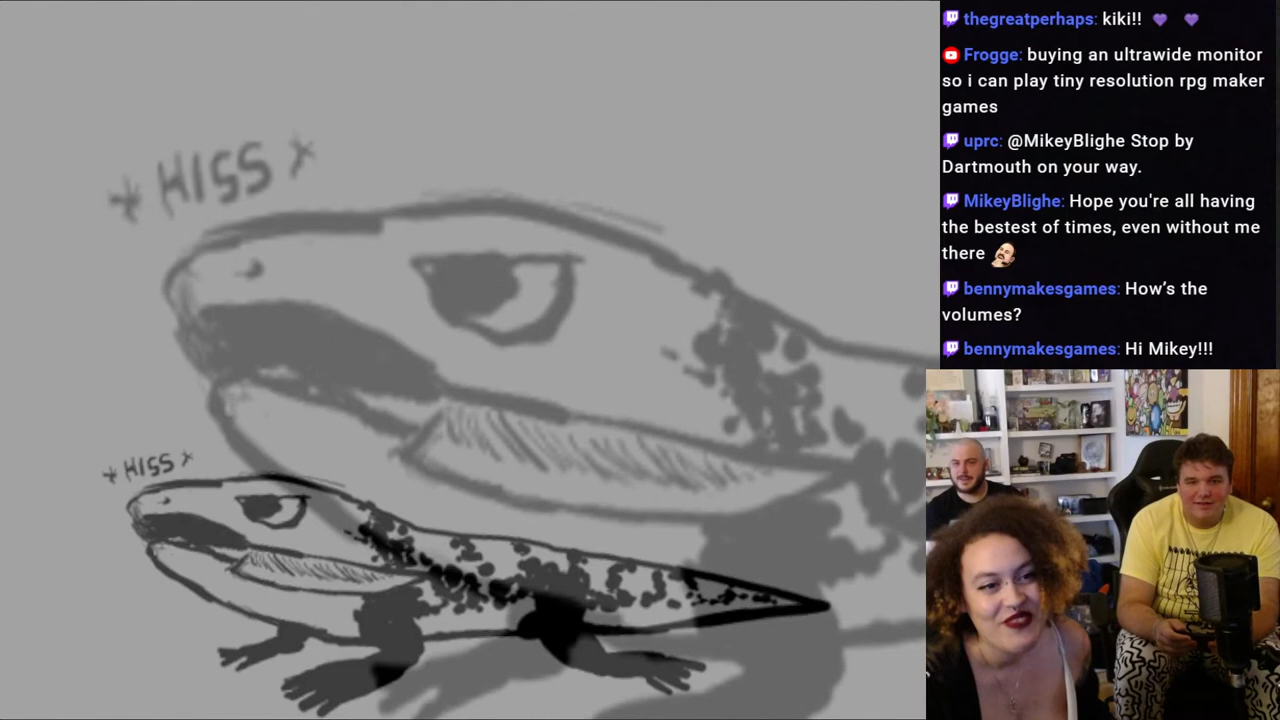 *HISS*
*HISS*
thegreatperhaps: kiki!! 💜 💜
Frogge: buying an ultrawide monitor
so i can play tiny resolution rpg maker
games
uprc: @MikeyBlighe Stop by
Dartmouth on your way.
MikeyBlighe: Hope you're all having
the bestest of times, even without me
there
bennymakesgames: How's the
volumes?
bennymakesgames: Hi Mikey!!!